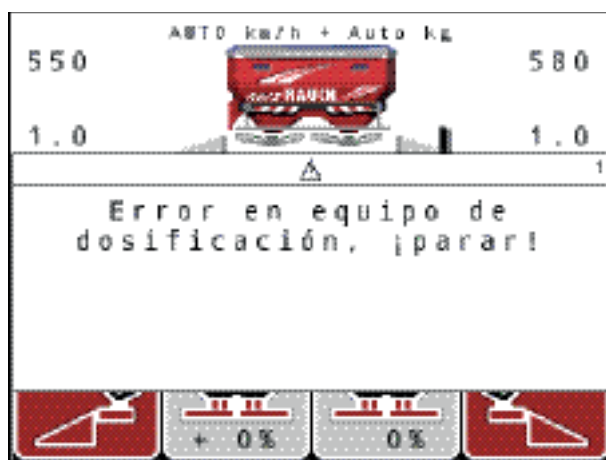 AUTO km/h + Auto kg
550
580
RAUCH
1.0
1.0
1
Error en equipo de
dosificación, ¡parar!
+ 0%
0%